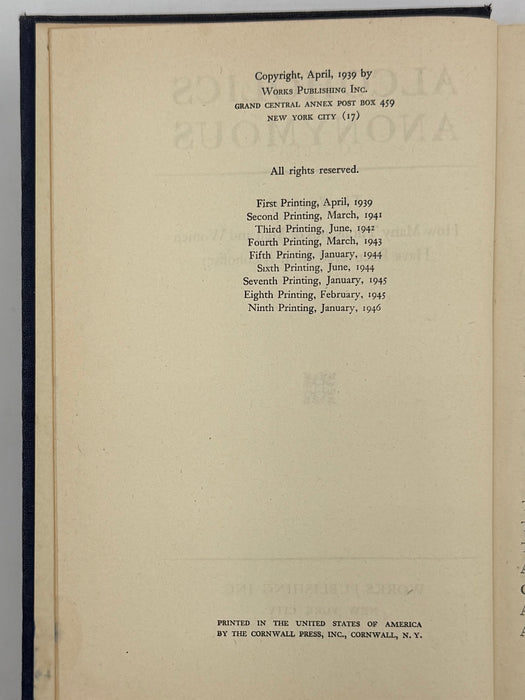 Copyright, April, 1939 by
WORKS PUBLISHING INC.
GRAND CENTRAL ANNEX POST BOX 459
NEW YORK CITY (17)
All rights reserved.
First Printing, April, 1939
Second Printing, March, 1941
Third Printing, June, 1942
Fourth Printing, March, 1943
Fifth Printing, January, 1944
Sixth Printing, June, 1944
Seventh Printing, January, 1945
Eighth Printing, February, 1945
Ninth Printing, January, 1946
PRINTED IN THE UNITED STATES OF AMERICA
BY THE CORNWALL PRESS, INC., CORNWALL, N. Y.